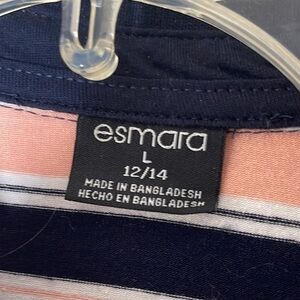 esmara
L
12/14
MADE IN BANGLADESH
HECHO EN BANGLADESH